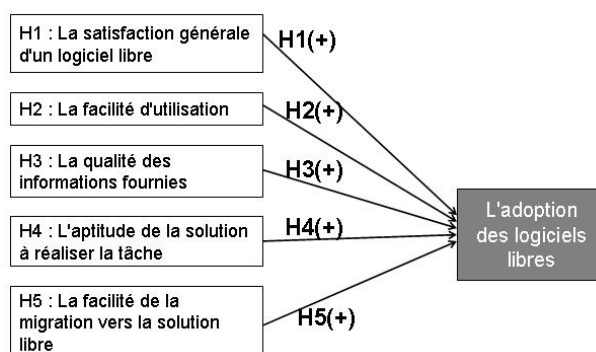 H1 : La satisfaction générale
d'un logiciel libre
H1(+)
H2 : La facilité d'utilisation
H2(+)
H3 : La qualité des
informations fournies
H3(+)
H4 : L'aptitude de la solution
à réaliser la tâche
H4(+)
H5 : La facilité de la
migration vers la solution
libre
H5(+)
L'adoption
des logiciels
libres